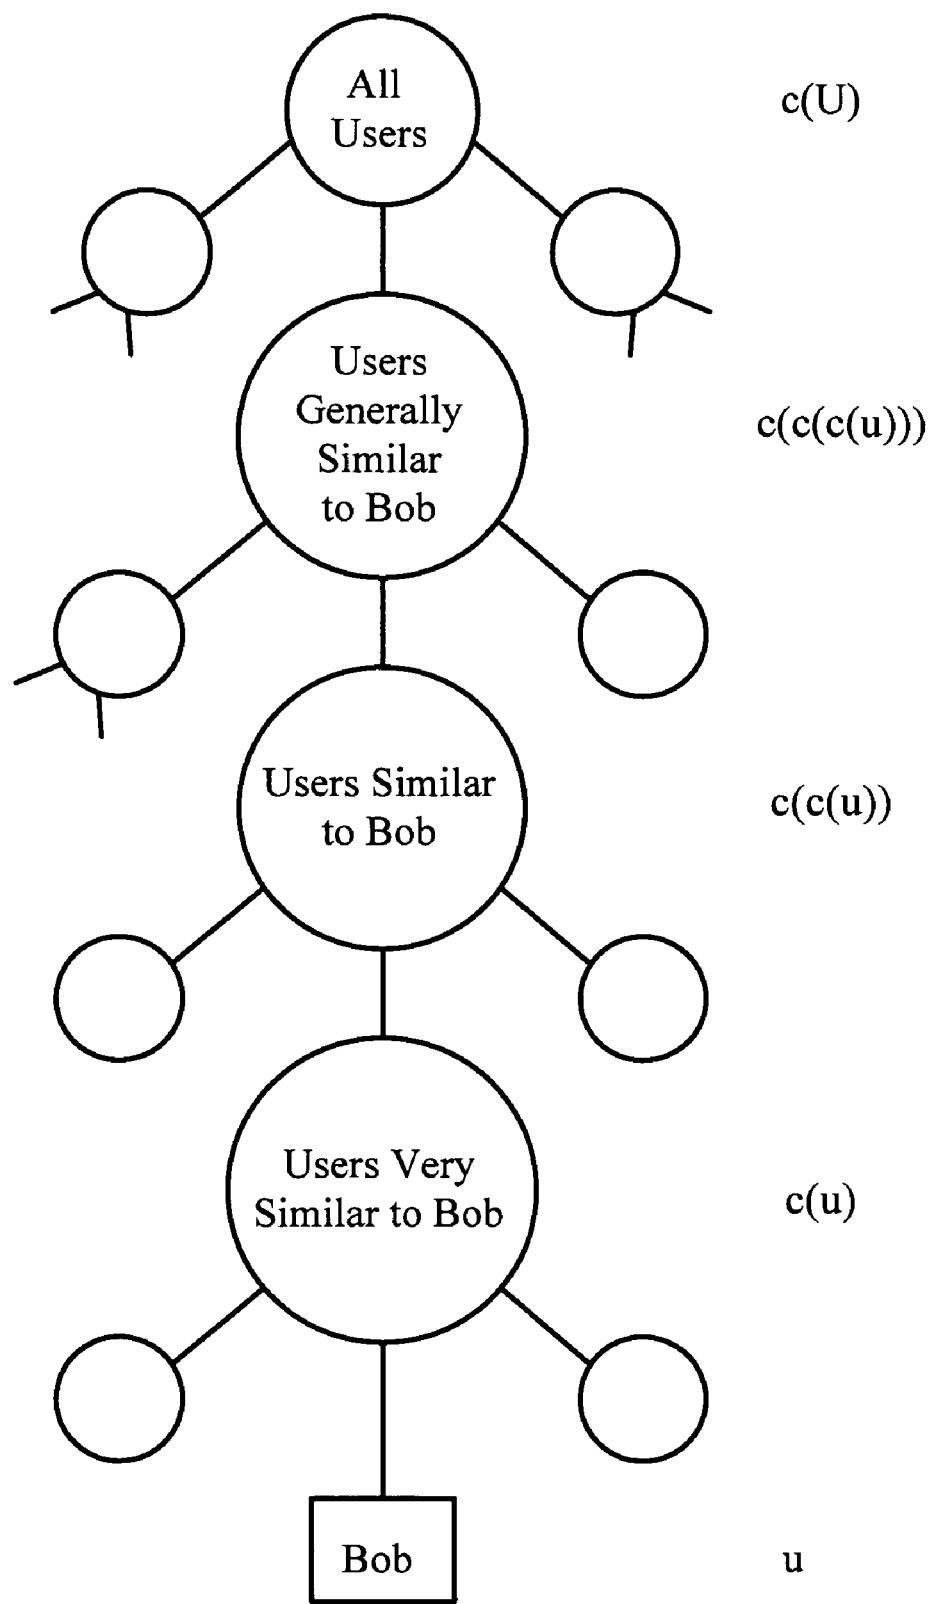 All
Users
c(U)
Users
Generally
Similar
to Bob
c(c(c(u)))
Users Similar
to Bob
c(c(u))
Users Very
Similar to Bob
c(u)
Bob
u